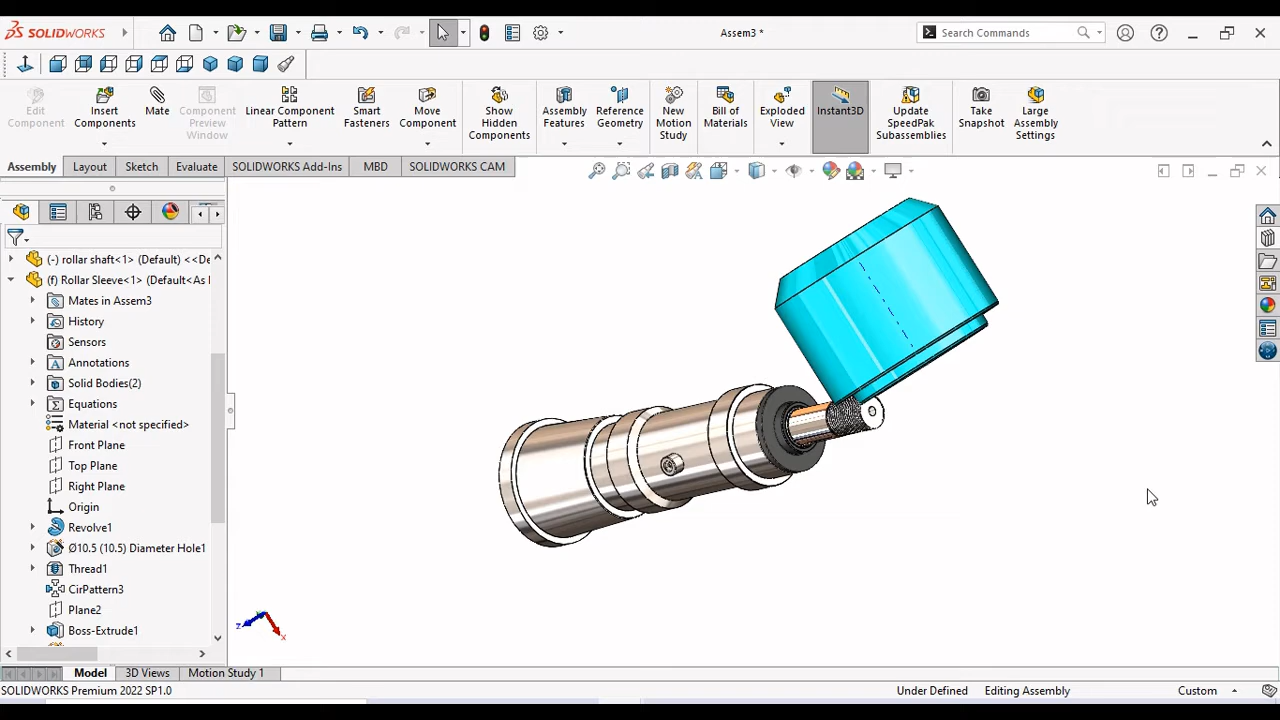 SOLIDWORKS
Assem3 *
Search Commands
Edit Component
Insert Components
Mate
Component Preview Window
Linear Component Pattern
Smart Fasteners
Move Component
Show Hidden Components
Assembly Features
Reference Geometry
New Motion Study
Bill of Materials
Exploded View
Instant3D
Update SpeedPak Subassemblies
Take Snapshot
Large Assembly Settings
Assembly Layout Sketch Evaluate SOLIDWORKS Add-Ins MBD SOLIDWORKS CAM
(-) rollar shaft<1> (Default) <<De
(f) Rollar Sleeve<1> (Default<As
Mates in Assem3
History
Sensors
Annotations
Solid Bodies(2)
Equations
Material <not specified>
Front Plane
Top Plane
Right Plane
Origin
Revolve1
Ø10.5 (10.5) Diameter Hole1
Thread1
CirPattern3
Plane2
Boss-Extrude1
z
x
Model 3D Views Motion Study 1
SOLIDWORKS Premium 2022 SP1.0
Under Defined
Editing Assembly
Custom